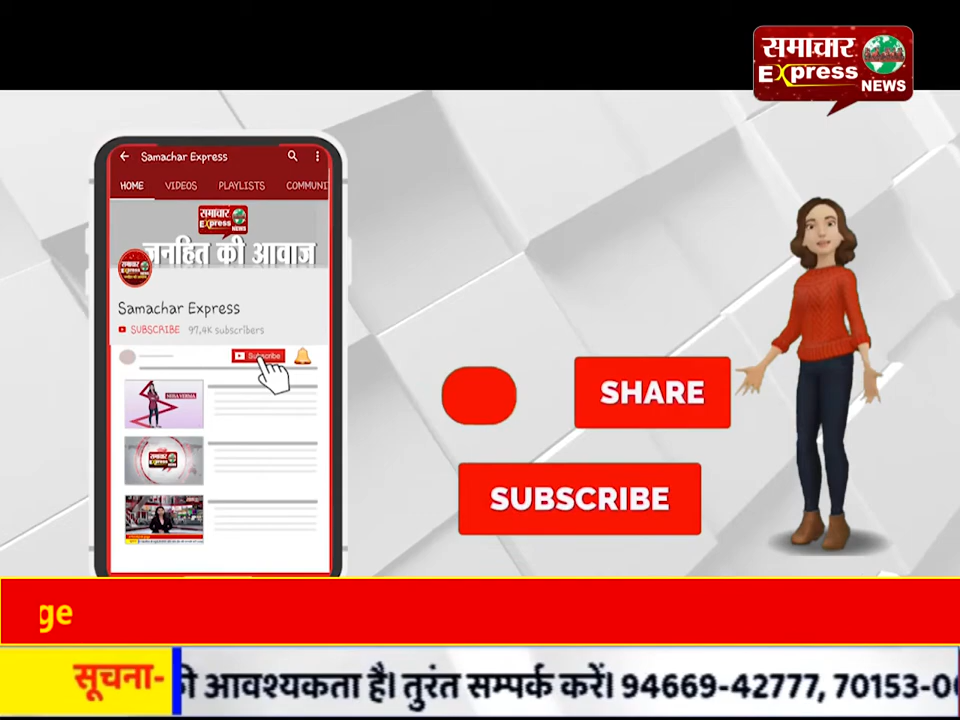 समाचार
Express
NEWS
Samachar Express
HOME VIDEOS PLAYLISTS COMMUNI
समाचार
Express
NEWS
जनहित की आवाज
Samachar Express
SUBSCRIBE 97.4K subscribers
Subscribe
SHARE
SUBSCRIBE
ge
सूचना- की आवश्यकता है। तुरंत सम्पर्क करें। 94669-42777, 70153-0